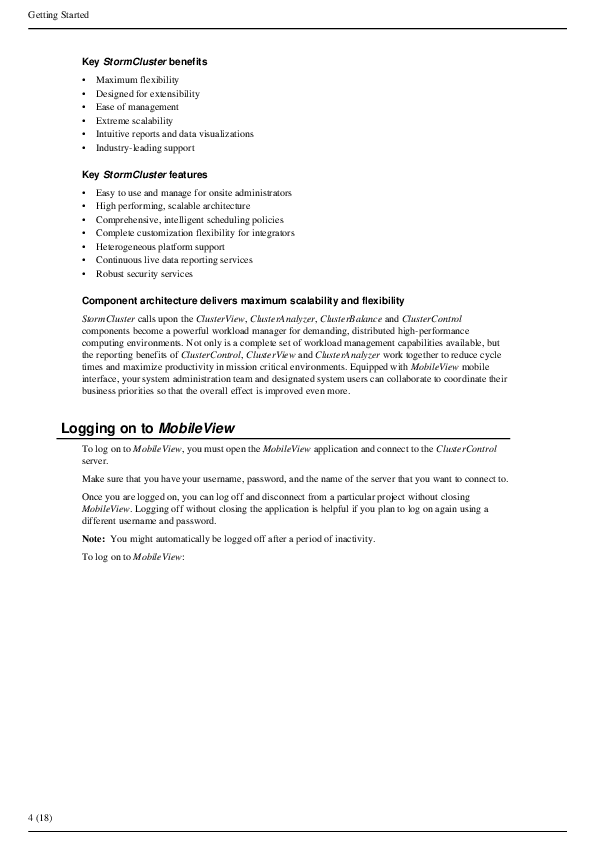 Getting Started
Key StormCluster benefits
• Maximum flexibility
• Designed for extensibility
• Ease of management
• Extreme scalability
• Intuitive reports and data visualizations
• Industry-leading support
Key StormCluster features
• Easy to use and manage for onsite administrators
• High performing, scalable architecture
• Comprehensive, intelligent scheduling policies
• Complete customization flexibility for integrators
• Heterogeneous platform support
• Continuous live data reporting services
• Robust security services
Component architecture delivers maximum scalability and flexibility
StormCluster calls upon the ClusterView, ClusterAnalyzer, ClusterBalance and ClusterControl
components become a powerful workload manager for demanding, distributed high-performance
computing environments. Not only is a complete set of workload management capabilities available, but
the reporting benefits of ClusterControl, ClusterView and ClusterAnalyzer work together to reduce cycle
times and maximize productivity in mission critical environments. Equipped with MobileView mobile
interface, your system administration team and designated system users can collaborate to coordinate their
business priorities so that the overall effect is improved even more.
Logging on to MobileView
To log on to MobileView, you must open the MobileView application and connect to the ClusterControl
server.
Make sure that you have your username, password, and the name of the server that you want to connect to.
Once you are logged on, you can log off and disconnect from a particular project without closing
MobileView. Logging off without closing the application is helpful if you plan to log on again using a
different username and password.
Note: You might automatically be logged off after a period of inactivity.
To log on to MobileView:
4 (18)